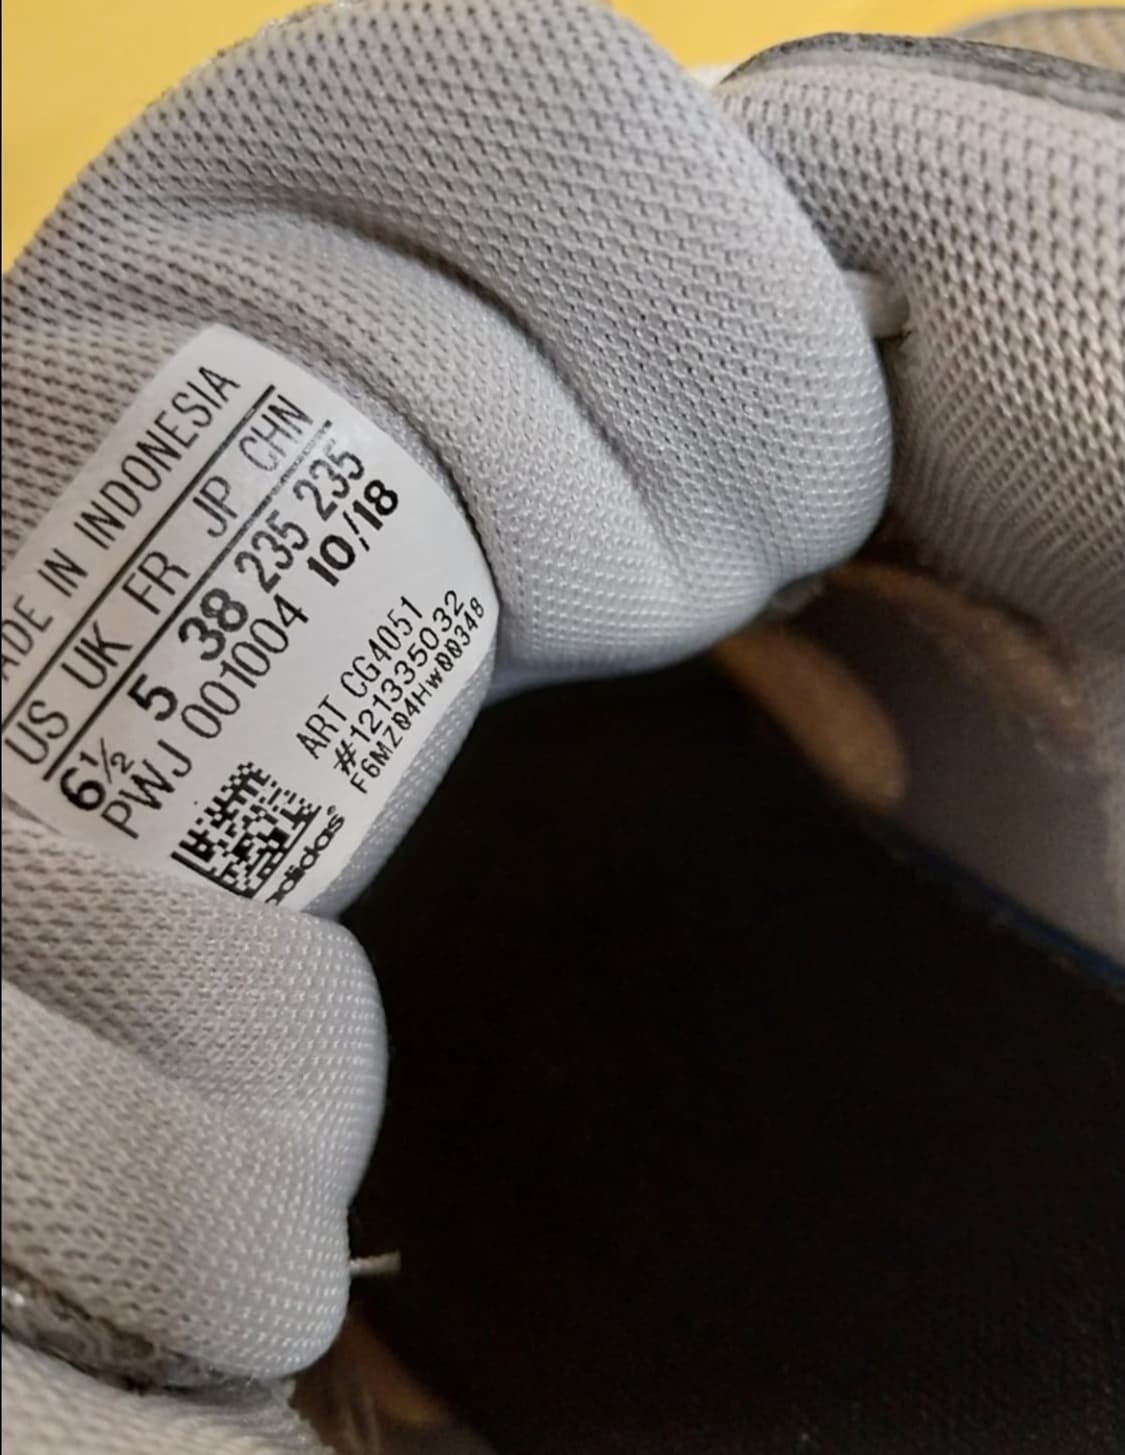 ADE IN INDONESIA
US UK FR JP CHN
6½ 5 38 235 235
PWJ 001004 10/18
ART CG4051
#121335032
F6MZ04HW00348
adidas®